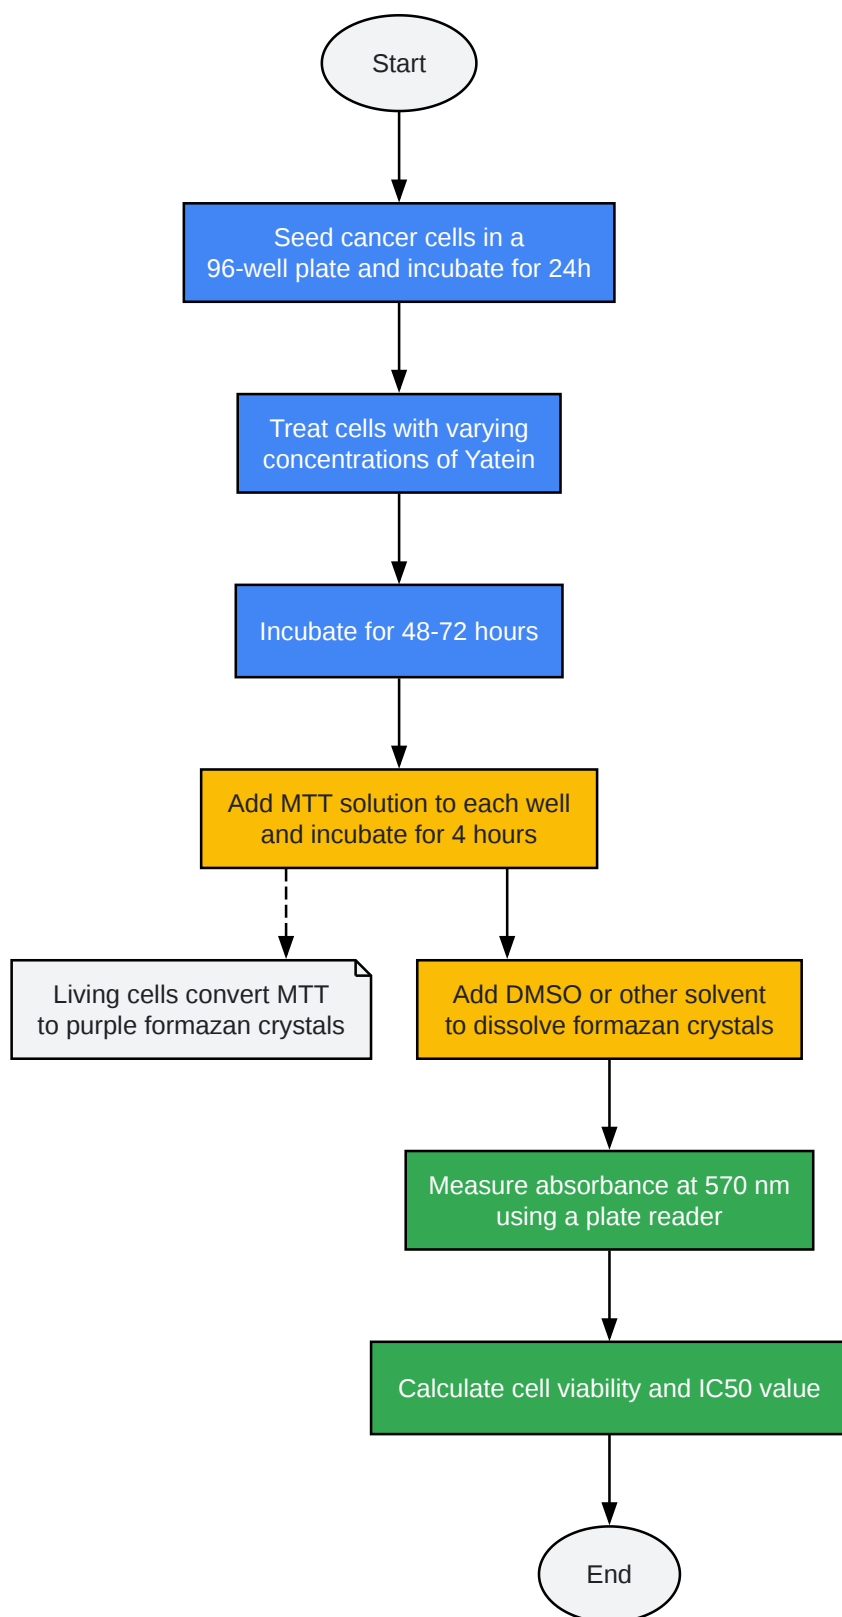 Start
Seed cancer cells in a
96-well plate and incubate for 24h
Treat cells with varying
concentrations of Yatein
Incubate for 48-72 hours
Add MTT solution to each well
and incubate for 4 hours
Living cells convert MTT
to purple formazan crystals
Add DMSO or other solvent
to dissolve formazan crystals
Measure absorbance at 570 nm
using a plate reader
Calculate cell viability and IC50 value
End